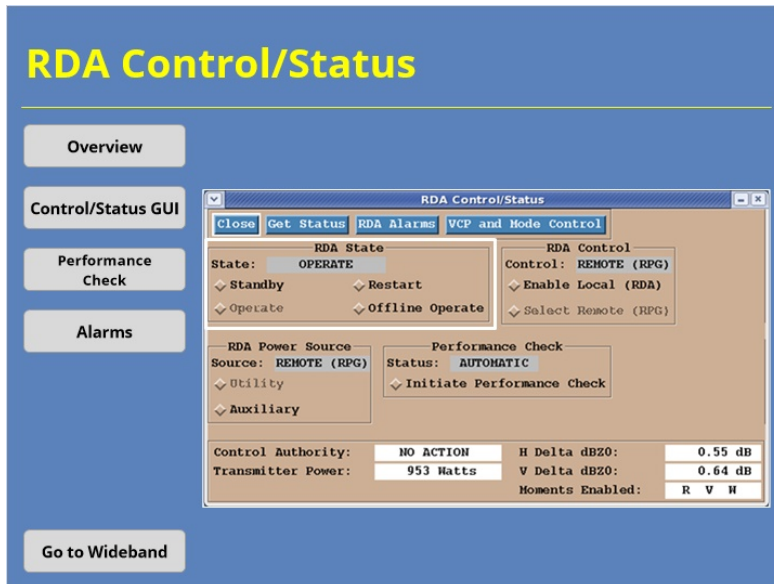 RDA Control/Status
Overview
Control/Status GUI
Performance
Check
Alarms
Go to Wideband
RDA Control/Status
Close Get Status RDA Alarms VCP and Mode Control
RDA State
State: OPERATE
Standby Restart
Operate Offline Operate
RDA Control
Control: REMOTE (RPG)
Enable Local (RDA)
Select Remote (RPG)
RDA Power Source
Source: REMOTE (RPG)
Utility
Auxiliary
Performance Check
Status: AUTOMATIC
Initiate Performance Check
Control Authority: NO ACTION
Transmitter Power: 953 Watts
H Delta dBZ0: 0.55 dB
V Delta dBZ0: 0.64 dB
Moments Enabled: R V W